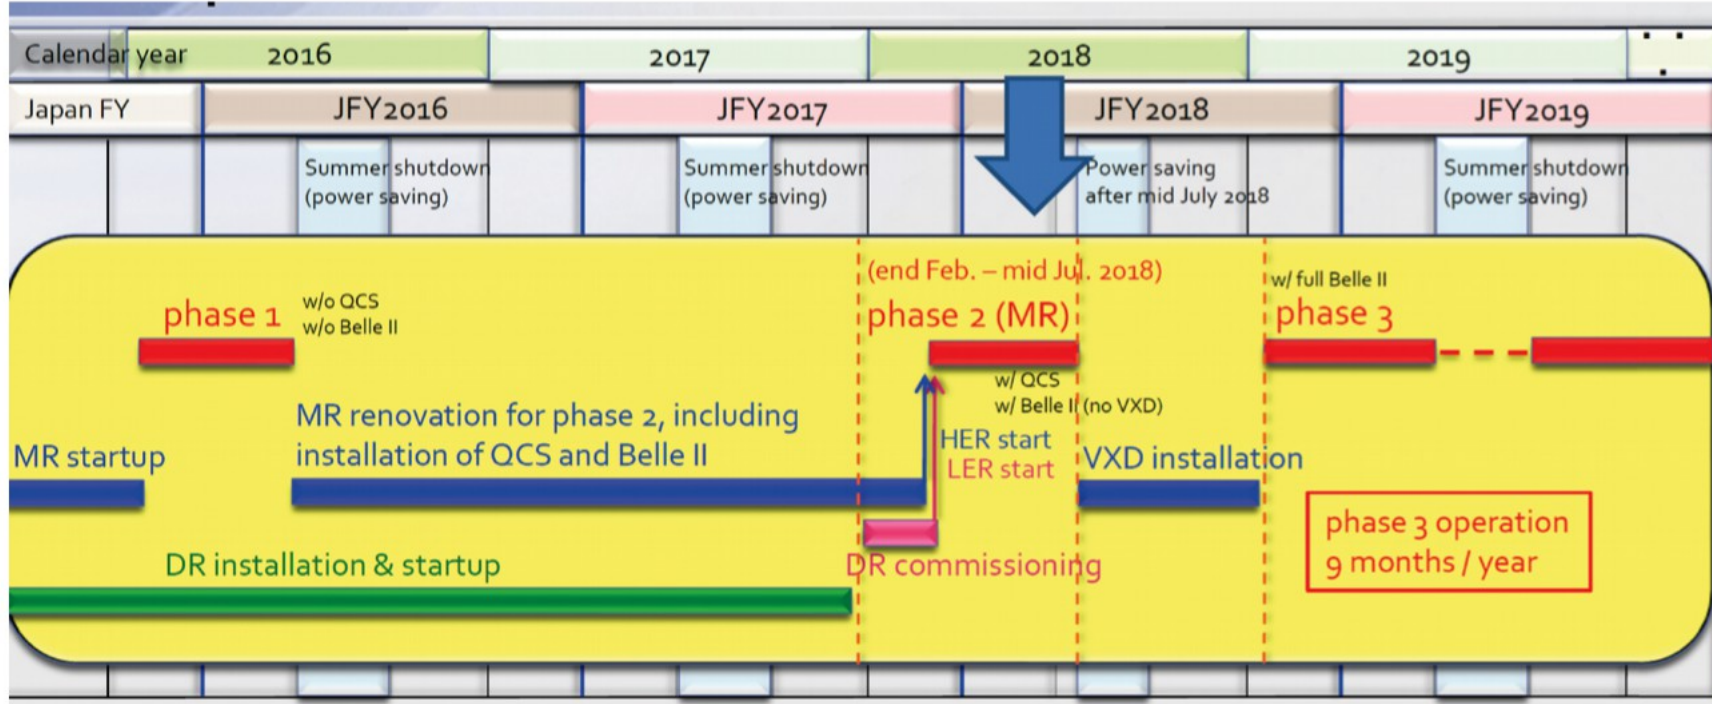 Calendar year 2016 2017 2018 2019
Japan FY JFY2016 JFY2017 JFY2018 JFY2019
Summer shutdown
(power saving)
Summer shutdown
(power saving)
Power saving
after mid July 2018
Summer shutdown
(power saving)
(end Feb. – mid Jul. 2018)
phase 1
w/o QCS
w/o Belle II
phase 2 (MR)
w/ full Belle II
phase 3
w/ QCS
w/ Belle II (no VXD)
MR renovation for phase 2, including
installation of QCS and Belle II
HER start
LER start
MR startup
VXD installation
phase 3 operation
9 months / year
DR installation & startup
DR commissioning